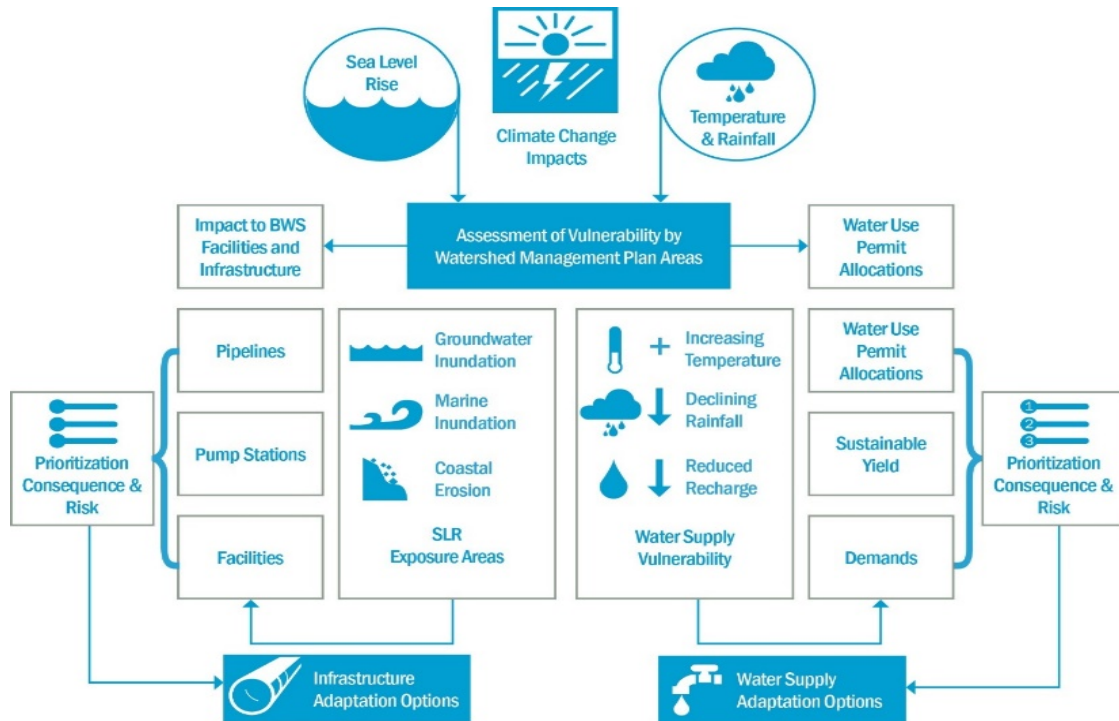 Sea Level
Rise
Climate Change
Impacts
Temperature
& Rainfall
Impact to BWS
Facilities and
Infrastructure
Assessment of Vulnerability by
Watershed Management Plan Areas
Water Use
Permit
Allocations
Prioritization
Consequence &
Risk
Pipelines
Pump Stations
Facilities
Groundwater
Inundation
Marine
Inundation
Coastal
Erosion
SLR
Exposure Areas
+ Increasing
Temperature
Declining
Rainfall
Reduced
Recharge
Water Supply
Vulnerability
Water Use
Permit
Allocations
Sustainable
Yield
Demands
1
2
3
Prioritization
Consequence &
Risk
Infrastructure
Adaptation Options
Water Supply
Adaptation Options